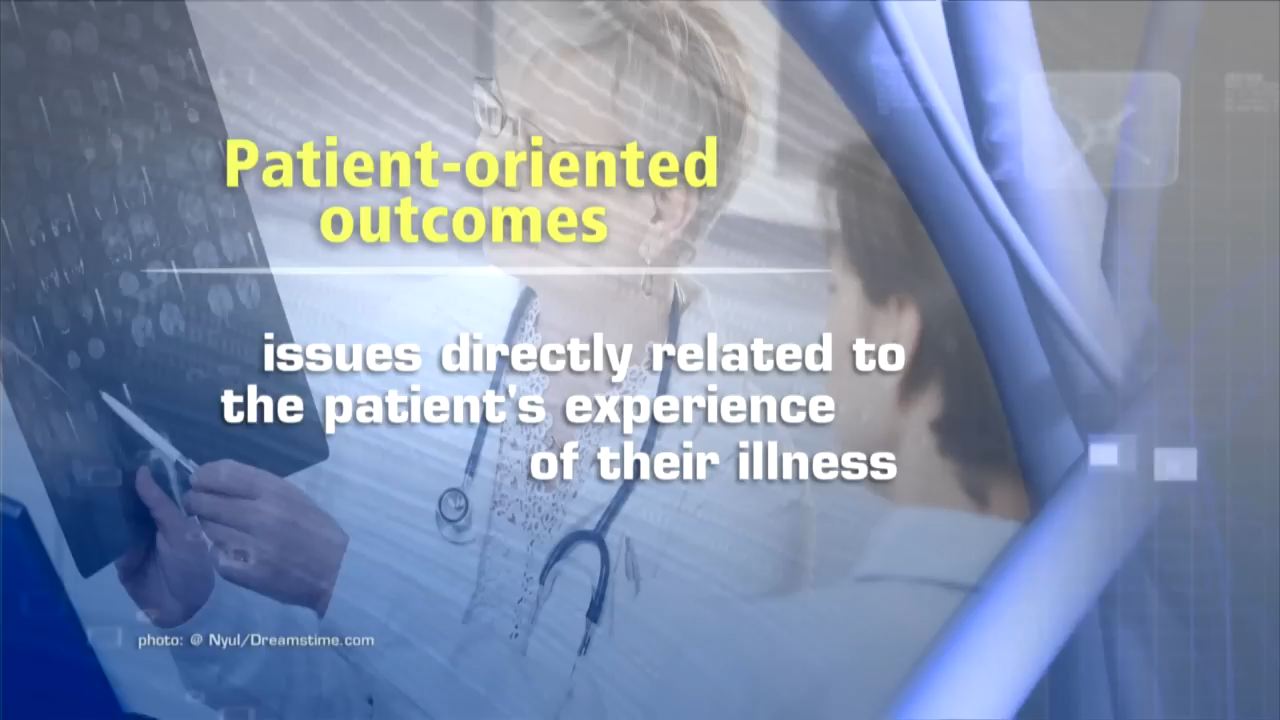 Patient-oriented
outcomes
issues directly related to
the patient's experience
of their illness
photo: @ Nyul/Dreamstime.com